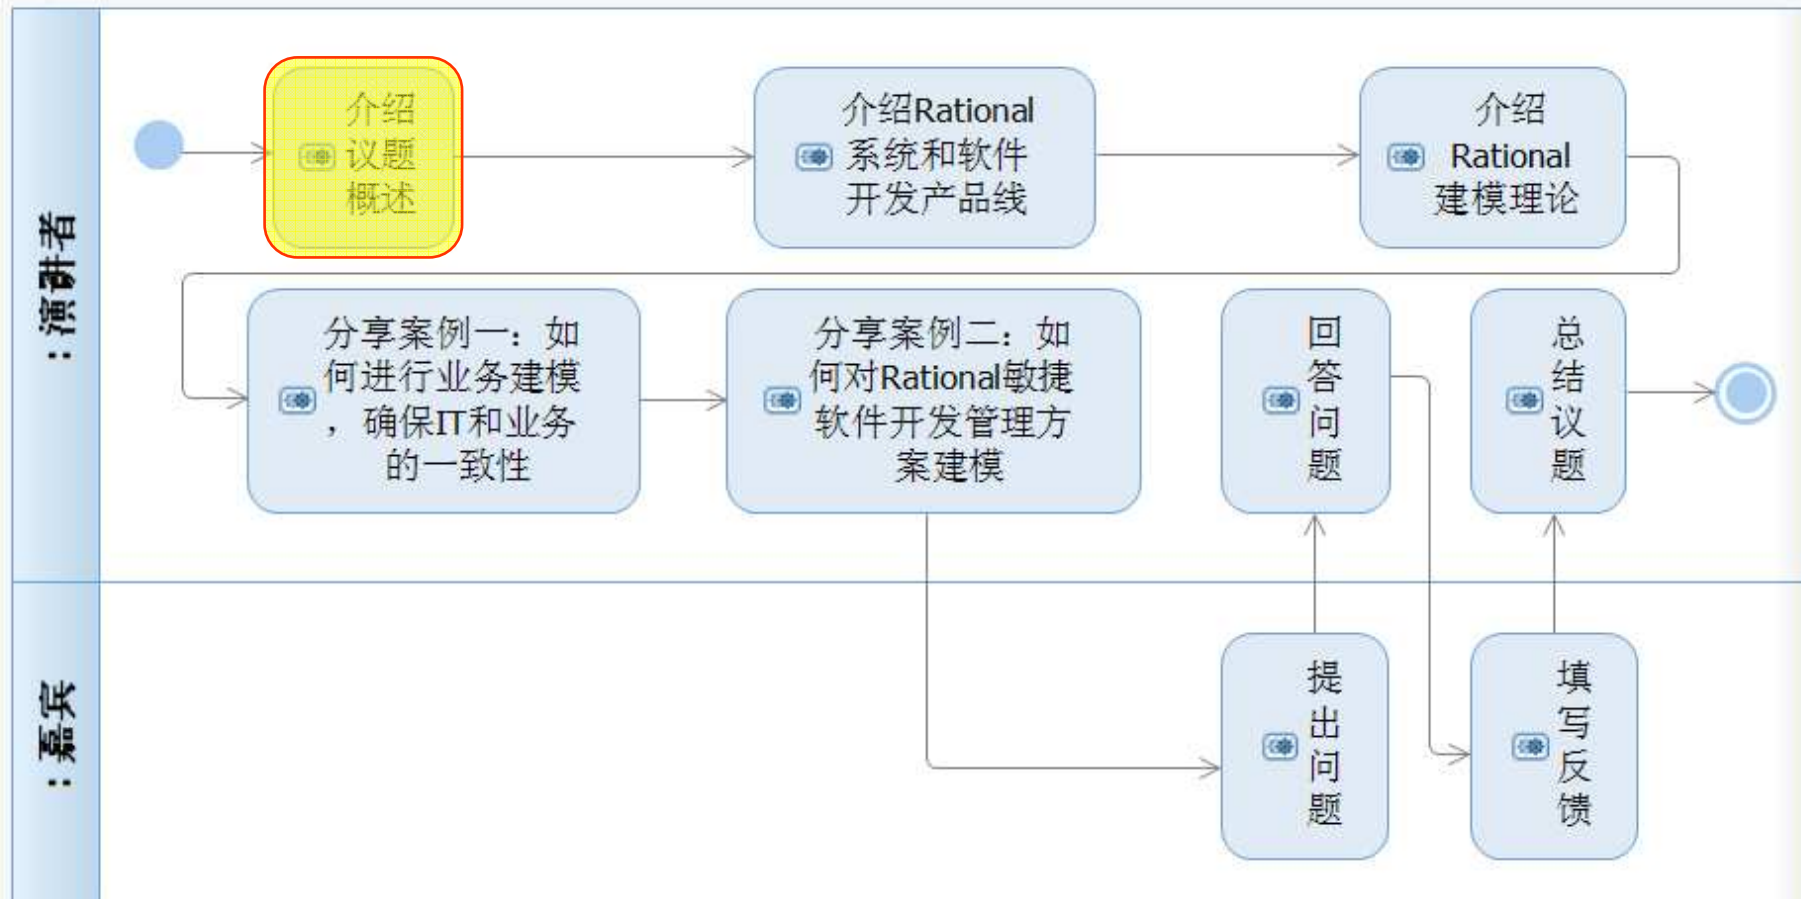 ：演讲者
介绍
议题
概述
介绍Rational
系统和软件
开发产品线
介绍
Rational
建模理论
分享案例一：如
何进行业务建模
，确保IT和业务
的一致性
分享案例二：如
何对Rational敏捷
软件开发管理方
案建模
回
答
问
题
总
结
议
题
：嘉宾
提
出
问
题
填
写
反
馈